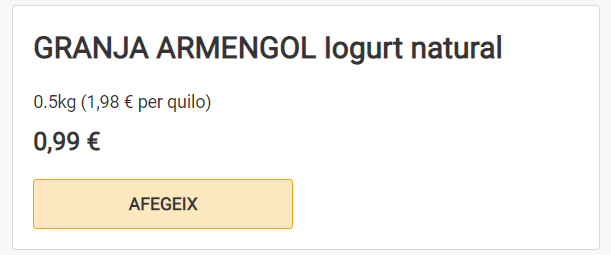 GRANJA ARMENGOL Iogurt natural
0.5kg (1,98 € per quilo)
0,99 €
AFEGEIX